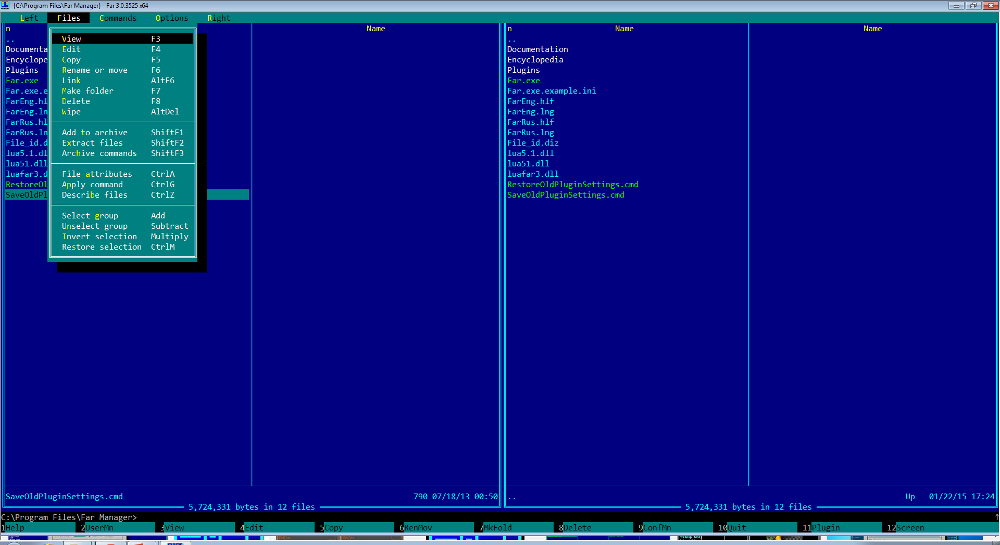 {C:\Program Files\Far Manager} - Far 3.0.3525 x64
Left Files Commands Options Right
n Name n Name Name
View F3
Edit F4
Copy F5
Rename or move F6
Link AltF6
Make folder F7
Delete F8
Wipe AltDel
Add to archive ShiftF1
Extract files ShiftF2
Archive commands ShiftF3
File attributes CtrlA
Apply command CtrlG
Describe files CtrlZ
Select group Add
Unselect group Subtract
Invert selection Multiply
Restore selection CtrlM
..
Documenta
Encyclope
Plugins
Far.exe
Far.exe.e
FarEng.hl
FarEng.ln
FarRus.hl
FarRus.ln
File_id.d
lua5.1.dl
lua51.dll
luafar3.d
RestoreOl
SaveOldPl
..
Documentation
Encyclopedia
Plugins
Far.exe
Far.exe.example.ini
FarEng.hlf
FarEng.lng
FarRus.hlf
FarRus.lng
File_id.diz
lua5.1.dll
lua51.dll
luafar3.dll
RestoreOldPluginSettings.cmd
SaveOldPluginSettings.cmd
SaveOldPluginSettings.cmd 790 07/18/13 00:50
5,724,331 bytes in 12 files
.. Up 01/22/15 17:24
5,724,331 bytes in 12 files
C:\Program Files\Far Manager>
1Help 2UserMn 3View 4Edit 5Copy 6RenMov 7MkFold 8Delete 9ConfMn 10Quit 11Plugin 12Screen